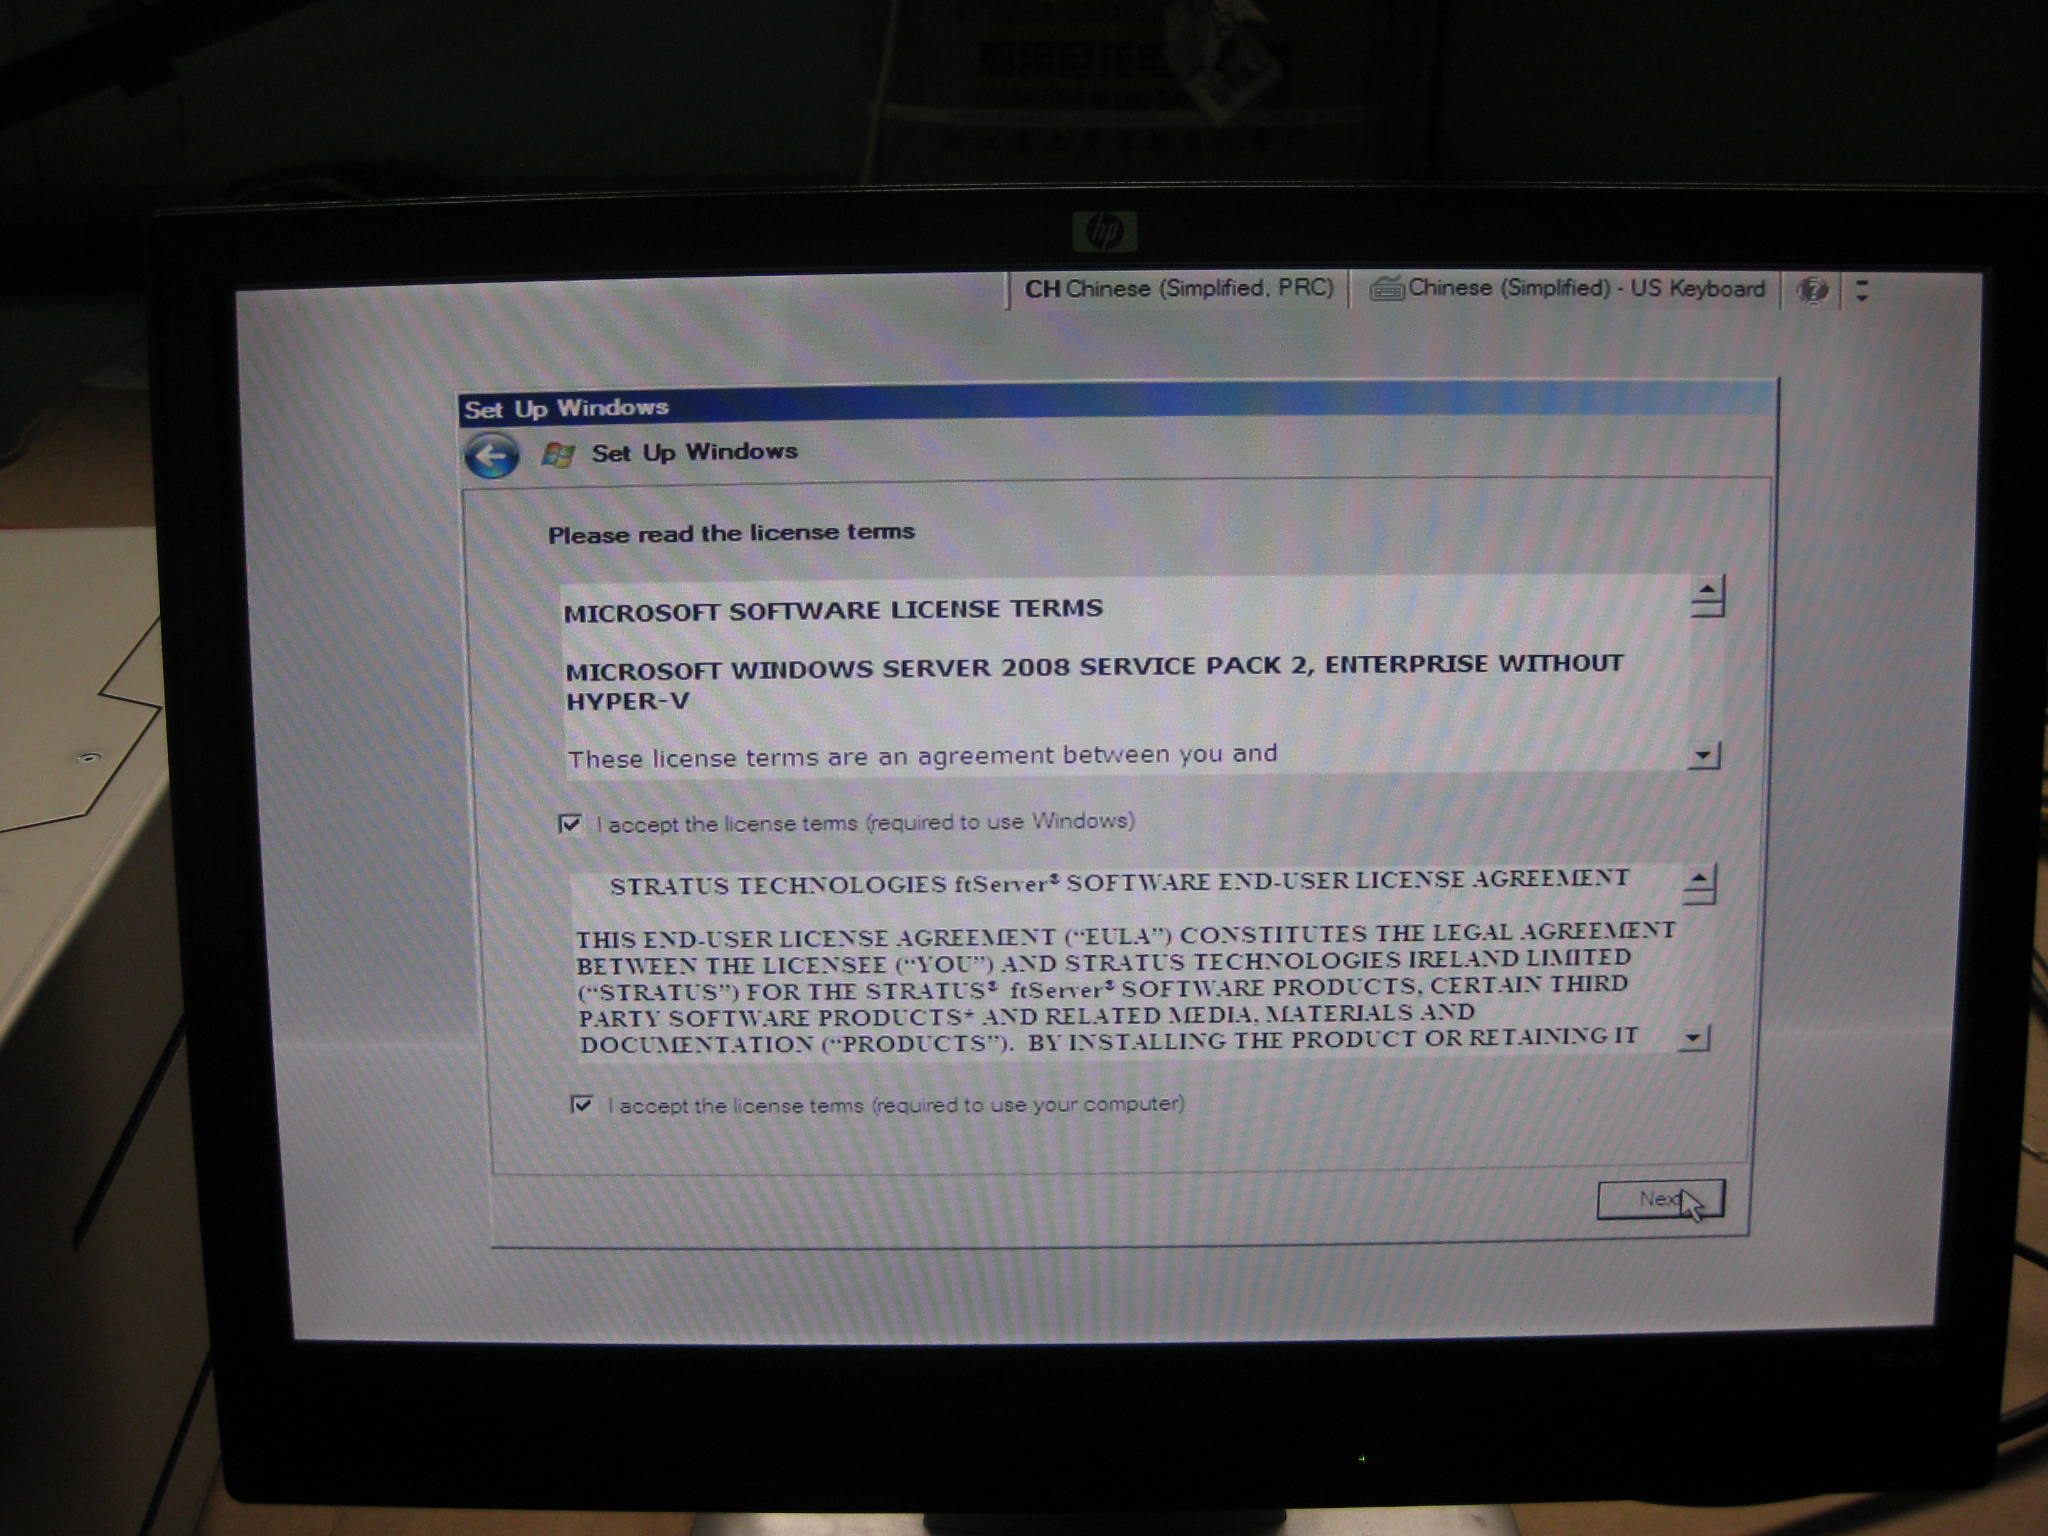 hp
CH Chinese (Simplified, PRC)
Chinese (Simplified) - US Keyboard
Set Up Windows
Set Up Windows
Please read the license terms
MICROSOFT SOFTWARE LICENSE TERMS
MICROSOFT WINDOWS SERVER 2008 SERVICE PACK 2, ENTERPRISE WITHOUT
HYPER-V
These license terms are an agreement between you and
I accept the license terms (required to use Windows)
STRATUS TECHNOLOGIES ftServer® SOFTWARE END-USER LICENSE AGREEMENT
THIS END-USER LICENSE AGREEMENT (“EULA”) CONSTITUTES THE LEGAL AGREEMENT
BETWEEN THE LICENSEE (“YOU”) AND STRATUS TECHNOLOGIES IRELAND LIMITED
(“STRATUS”) FOR THE STRATUS® ftServer® SOFTWARE PRODUCTS, CERTAIN THIRD
PARTY SOFTWARE PRODUCTS* AND RELATED MEDIA, MATERIALS AND
DOCUMENTATION (“PRODUCTS”). BY INSTALLING THE PRODUCT OR RETAINING IT
I accept the license terms (required to use your computer)
Next